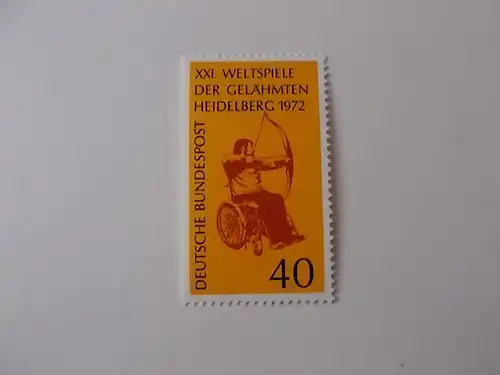 XXI. WELTSPIELE
DER GELÄHMTEN
HEIDELBERG 1972
DEUTSCHE BUNDESPOST
40